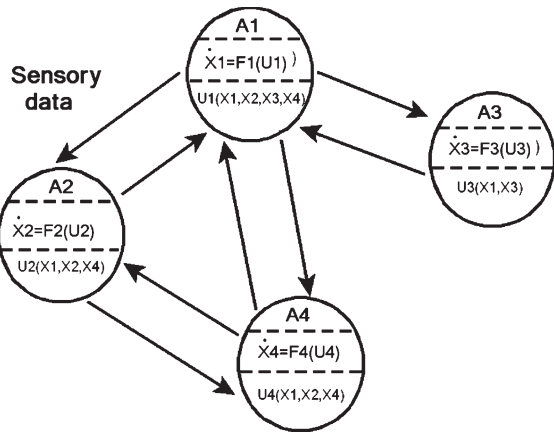 A1
Ẋ1=F1(U1) )
U1(X1,X2,X3,X4)
Sensory
data
A3
Ẋ3=F3(U3) )
U3(X1,X3)
A2
Ẋ2=F2(U2)
U2(X1,X2,X4)
A4
Ẋ4=F4(U4)
U4(X1,X2,X4)